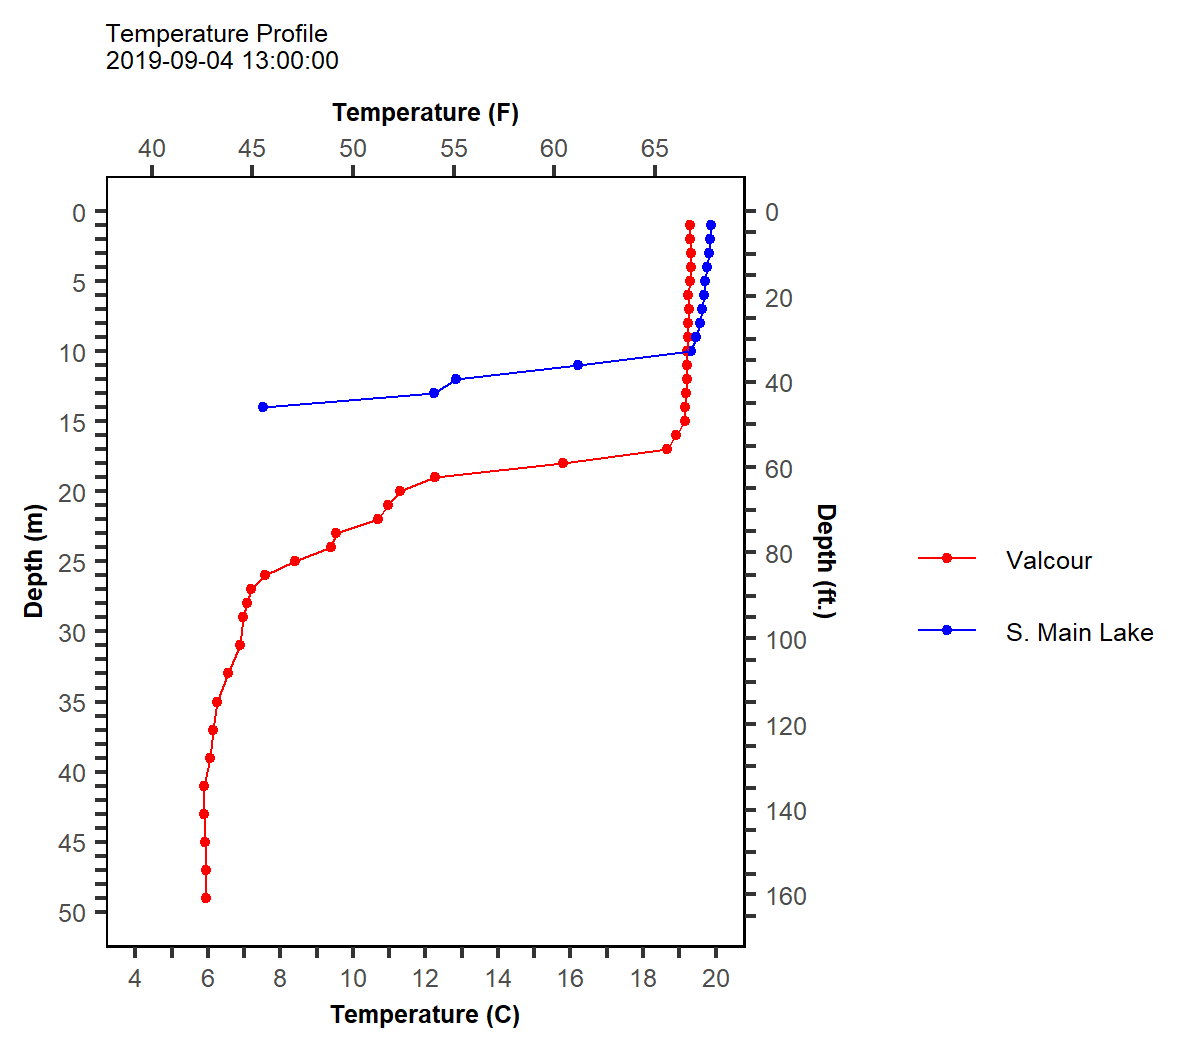 Temperature Profile
2019-09-04 13:00:00
Temperature (F)
40 45 50 55 60 65
0
5
10
15
20
25
30
35
40
45
50
Depth (m)
0
20
40
60
80
100
120
140
160
Depth (ft.)
4 6 8 10 12 14 16 18 20
Temperature (C)
Valcour
S. Main Lake